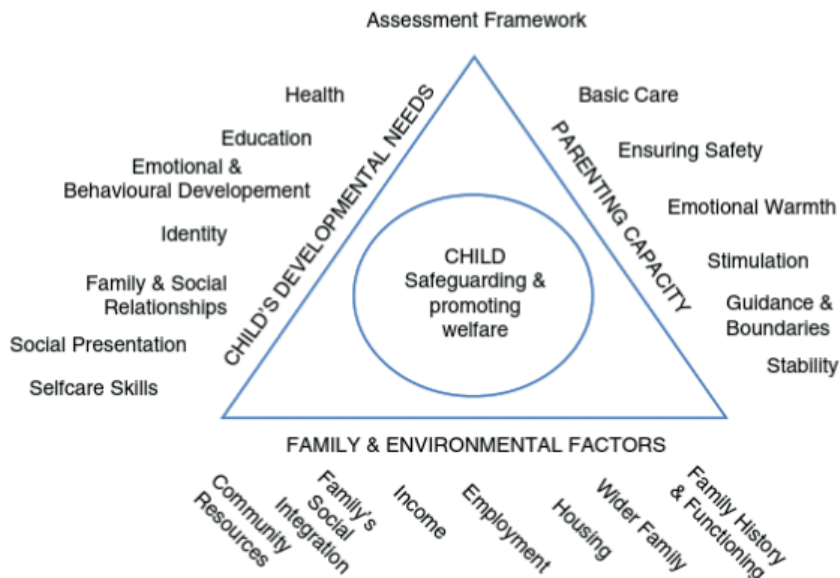 Assessment Framework
Health
Education
Emotional &
Behavioural Developement
Identity
Family & Social
Relationships
Social Presentation
Selfcare Skills
CHILD'S DEVELOPMENTAL NEEDS
CHILD
Safeguarding &
promoting
welfare
PARENTING CAPACITY
Basic Care
Ensuring Safety
Emotional Warmth
Stimulation
Guidance &
Boundaries
Stability
FAMILY & ENVIRONMENTAL FACTORS
Community
Resources
Family's
Social
Integration
Income
Employment
Housing
Wider Family
Family History
& Functioning